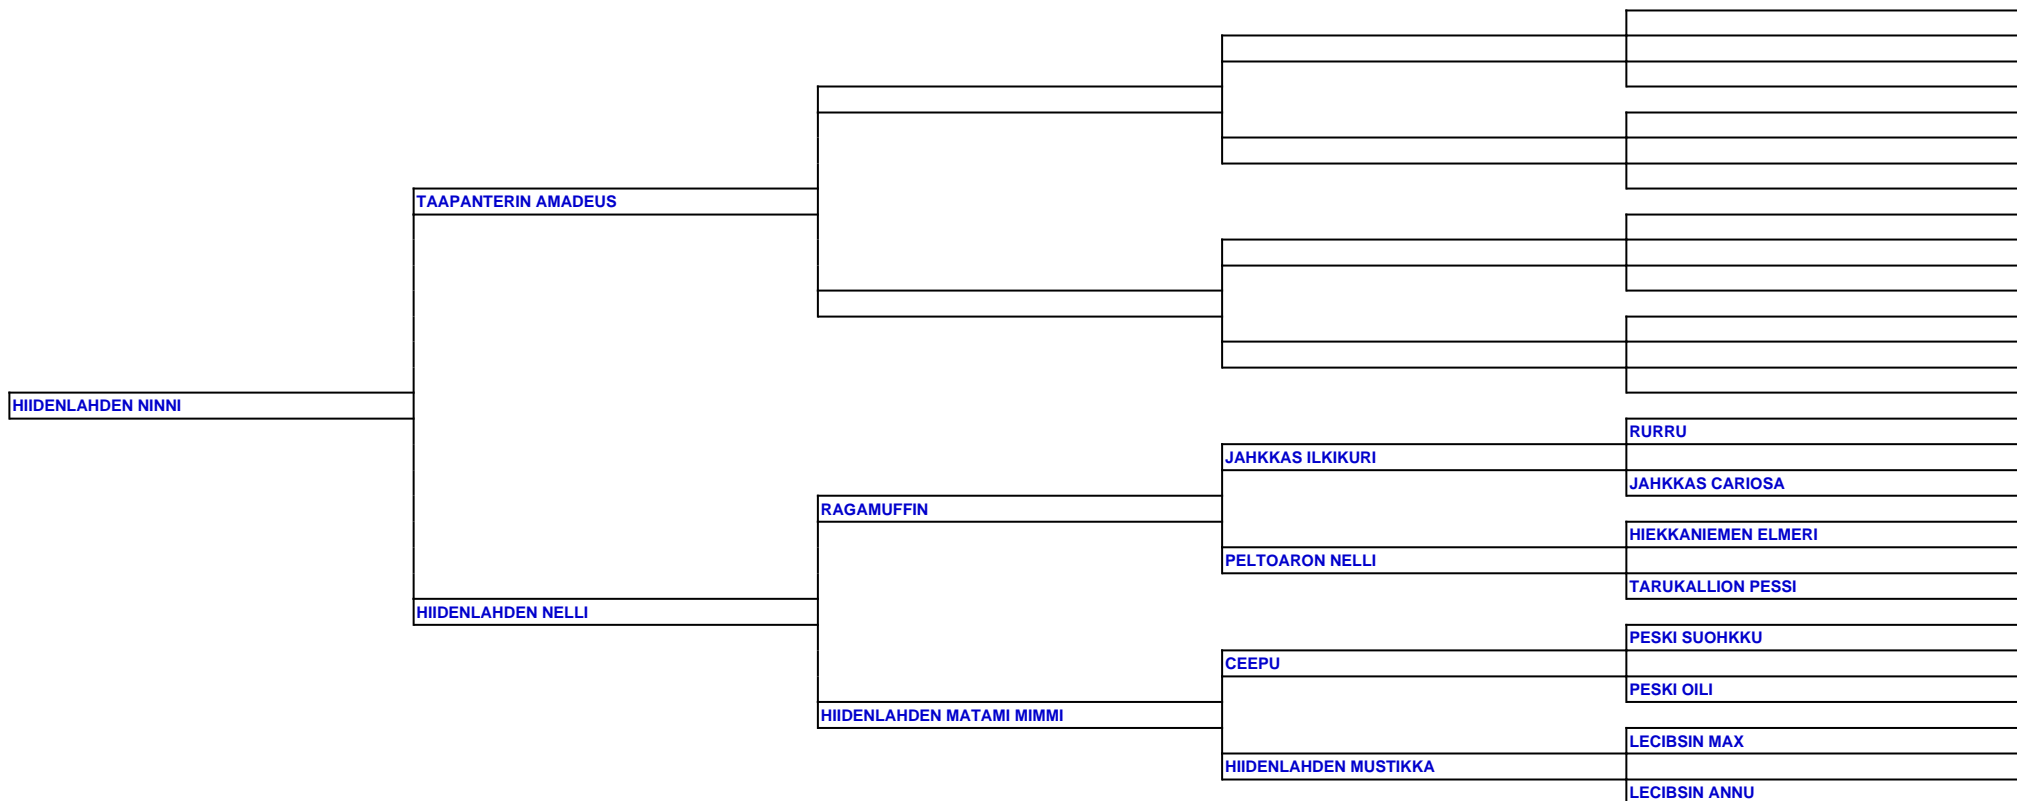 TAAPANTERIN AMADEUS
HIIDENLAHDEN NINNI
RURRU
JAHKKAS ILKIKURI
JAHKKAS CARIOSA
RAGAMUFFIN
HIEKKANIEMEN ELMERI
PELTOARON NELLI
TARUKALLION PESSI
HIIDENLAHDEN NELLI
PESKI SUOHKKU
CEEPU
PESKI OILI
HIIDENLAHDEN MATAMI MIMMI
LECIBSIN MAX
HIIDENLAHDEN MUSTIKKA
LECIBSIN ANNU